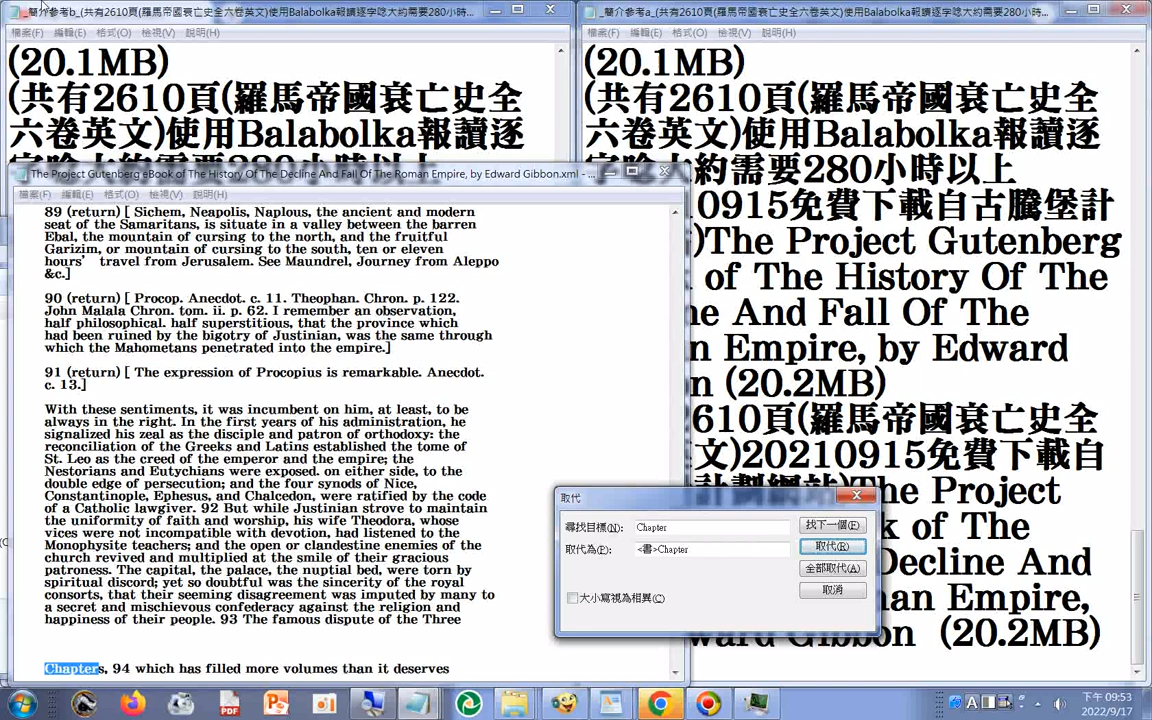 _簡介參考b_(共有2610頁(羅馬帝國衰亡史全六卷英文)使用Balabolka報讀逐字唸大約需要280小時...
檔案(F) 編輯(E) 格式(O) 檢視(V) 說明(H)
(20.1MB)
(共有2610頁(羅馬帝國衰亡史全
六卷英文)使用Balabolka報讀逐
_簡介參考a_(共有2610頁(羅馬帝國衰亡史全六卷英文)使用Balabolka報讀逐字唸大約需要280小時...
檔案(F) 編輯(E) 格式(O) 檢視(V) 說明(H)
(20.1MB)
(共有2610頁(羅馬帝國衰亡史全
六卷英文)使用Balabolka報讀逐
約需要280小時以上
0915免費下載自古騰堡計
)The Project Gutenberg
of The History Of The
ne And Fall Of The
n Empire, by Edward
n (20.2MB)
610頁(羅馬帝國衰亡史全
文)20210915免費下載自
The Project
k of The
Decline And
an Empire,
ward Gibbon (20.2MB)
The Project Gutenberg eBook of The History Of The Decline And Fall Of The Roman Empire, by Edward Gibbon.xml - ...
檔案(F) 編輯(E) 格式(O) 檢視(V) 說明(H)
89 (return) [ Sichem, Neapolis, Naplous, the ancient and modern
seat of the Samaritans, is situate in a valley between the barren
Ebal, the mountain of cursing to the north, and the fruitful
Garizim, or mountain of cursing to the south, ten or eleven
hours’ travel from Jerusalem. See Maundrel, Journey from Aleppo
&c.]
90 (return) [ Procop. Anecdot. c. 11. Theophan. Chron. p. 122.
John Malala Chron. tom. ii. p. 62. I remember an observation,
half philosophical. half superstitious, that the province which
had been ruined by the bigotry of Justinian, was the same through
which the Mahometans penetrated into the empire.]
91 (return) [ The expression of Procopius is remarkable. Anecdot.
c. 13.]
With these sentiments, it was incumbent on him, at least, to be
always in the right. In the first years of his administration, he
signalized his zeal as the disciple and patron of orthodoxy: the
reconciliation of the Greeks and Latins established the tome of
St. Leo as the creed of the emperor and the empire; the
Nestorians and Eutychians were exposed. on either side, to the
double edge of persecution; and the four synods of Nice,
Constantinople, Ephesus, and Chalcedon, were ratified by the code
of a Catholic lawgiver. 92 But while Justinian strove to maintain
the uniformity of faith and worship, his wife Theodora, whose
vices were not incompatible with devotion, had listened to the
Monophysite teachers; and the open or clandestine enemies of the
church revived and multiplied at the smile of their gracious
patroness. The capital, the palace, the nuptial bed, were torn by
spiritual discord; yet so doubtful was the sincerity of the royal
consorts, that their seeming disagreement was imputed by many to
a secret and mischievous confederacy against the religion and
happiness of their people. 93 The famous dispute of the Three
Chapters, 94 which has filled more volumes than it deserves
取代
尋找目標(N): Chapter
找下一個(F)
取代為(P): <書>Chapter
取代(R)
全部取代(A)
大小寫視為相異(C)
取消
下午 09:53
2022/9/17